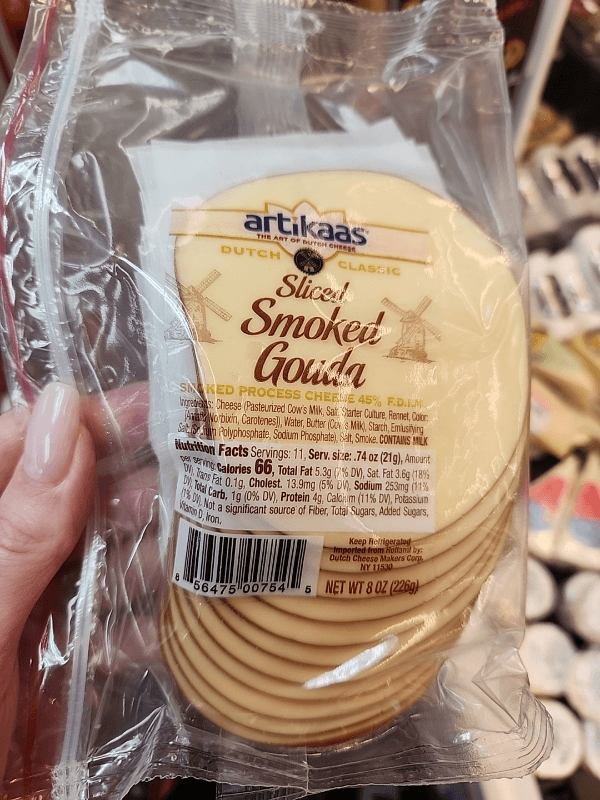 artikaas
THE ART OF DUTCH CHEESE
DUTCH CLASSIC
Sliced
Smoked
Gouda
SMOKED PROCESS CHEESE 45% F.D.I.M.
Ingredients: Cheese (Pasteurized Cow's Milk, Salt, Starter Culture, Rennet, Color:
(Annatto Norbixin, Carotenes)), Water, Butter (Cow's Milk), Starch, Emulsifying
Polyphosphate, Sodium Phosphate), Salt, Smoke. CONTAINS MILK
Nutrition Facts Servings: 11, Serv. size: .74 oz (21g), Amount
per serving: Calories 66, Total Fat 5.3g (7% DV), Sat. Fat 3.6g (18%
DV), Trans Fat 0.1g, Cholest. 13.9mg (5% DV), Sodium 253mg (11%
DV), Total Carb. 1g (0% DV), Protein 4g, Calcium (11% DV), Potassium
(1% DV). Not a significant source of Fiber, Total Sugars, Added Sugars,
Vitamin D, Iron.
Keep Refrigerated
Imported from Holland by:
Dutch Cheese Makers Corp.
NY 11530
8 56475 00754 5
NET WT 8 OZ (226g)